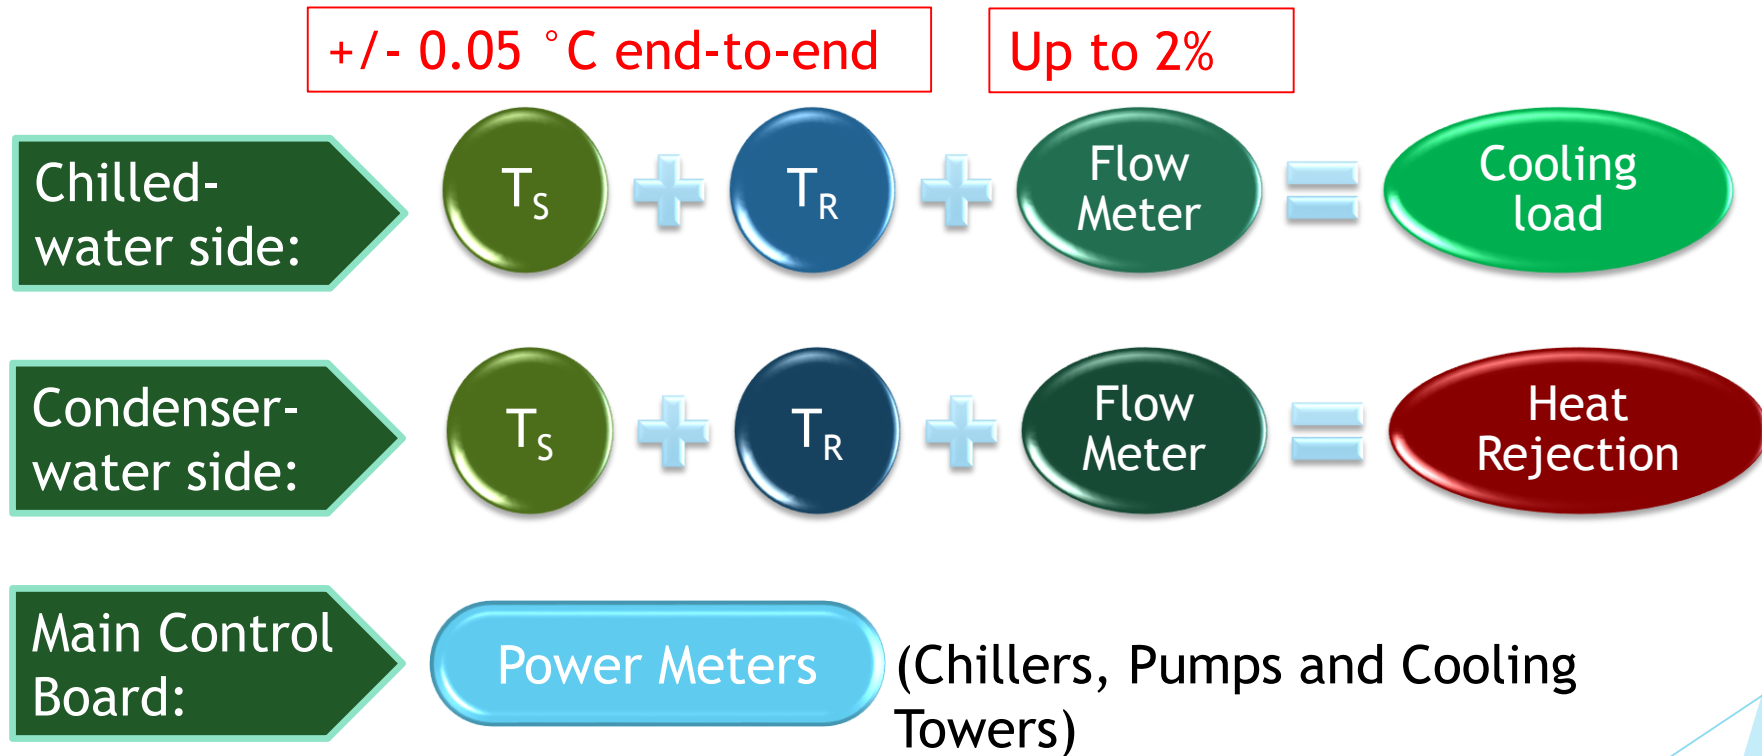 +/- 0.05 °C end-to-end
Up to 2%
Chilled-
water side:
TS
TR
Flow
Meter
Cooling
load
Condenser-
water side:
TS
TR
Flow
Meter
Heat
Rejection
Main Control
Board:
Power Meters
(Chillers, Pumps and Cooling
Towers)